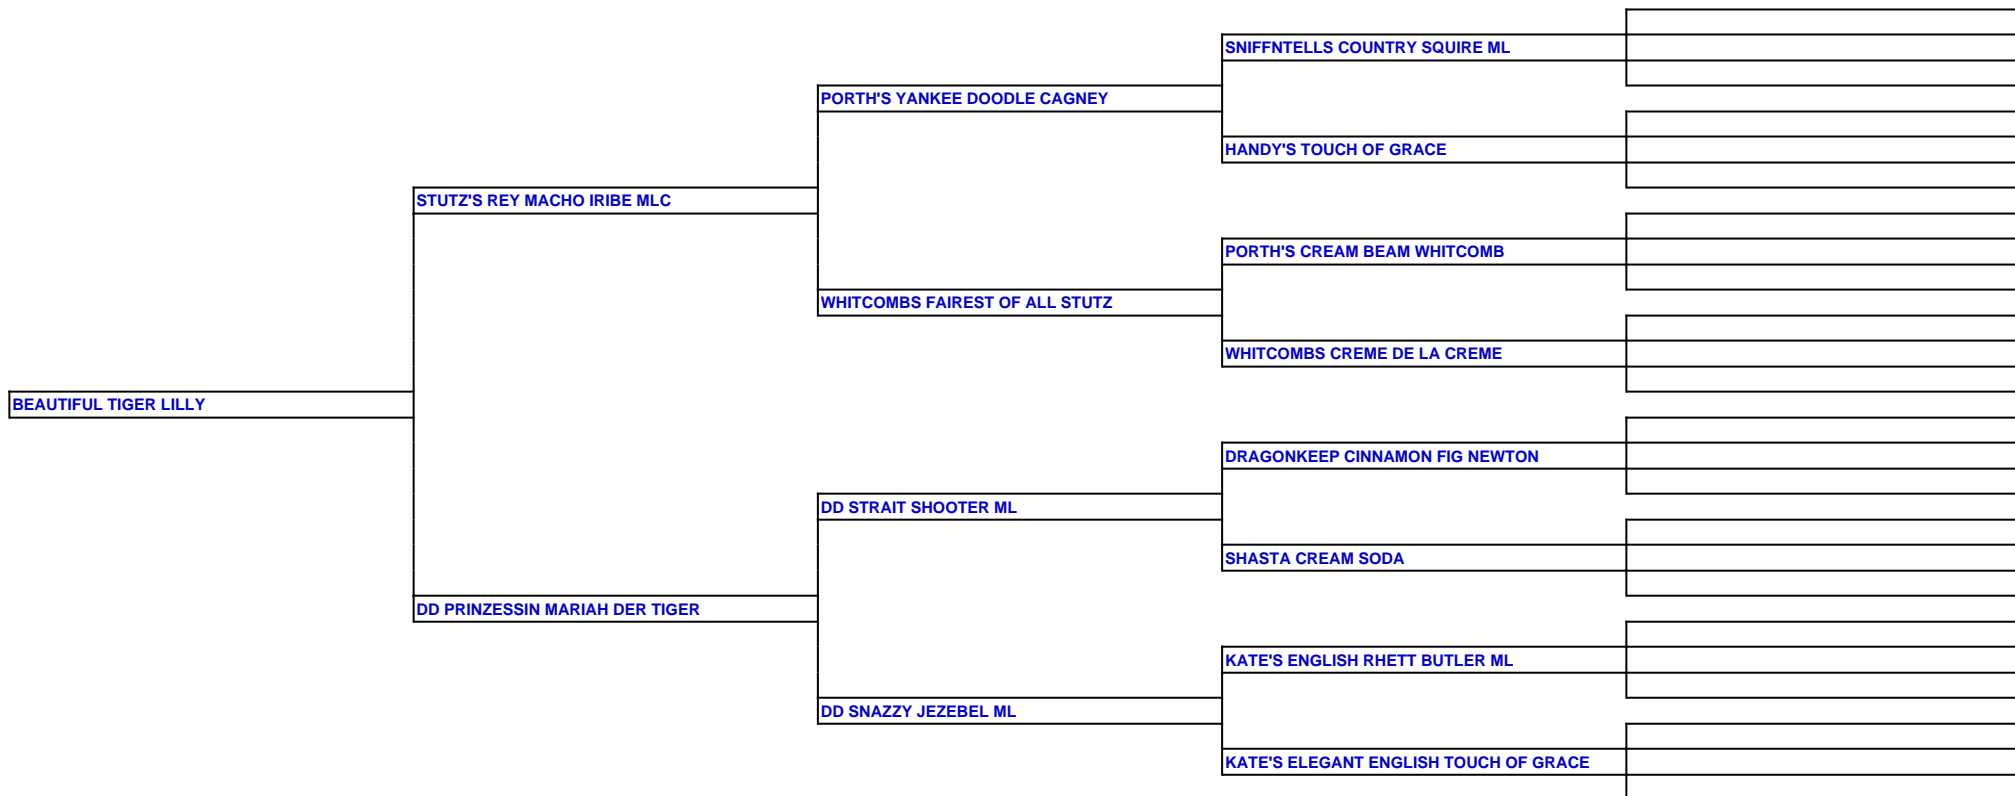 SNIFFNTELLS COUNTRY SQUIRE ML
PORTH'S YANKEE DOODLE CAGNEY
HANDY'S TOUCH OF GRACE
STUTZ'S REY MACHO IRIBE MLC
PORTH'S CREAM BEAM WHITCOMB
WHITCOMBS FAIREST OF ALL STUTZ
WHITCOMBS CREME DE LA CREME
BEAUTIFUL TIGER LILLY
DRAGONKEEP CINNAMON FIG NEWTON
DD STRAIT SHOOTER ML
SHASTA CREAM SODA
DD PRINZESSIN MARIAH DER TIGER
KATE'S ENGLISH RHETT BUTLER ML
DD SNAZZY JEZEBEL ML
KATE'S ELEGANT ENGLISH TOUCH OF GRACE